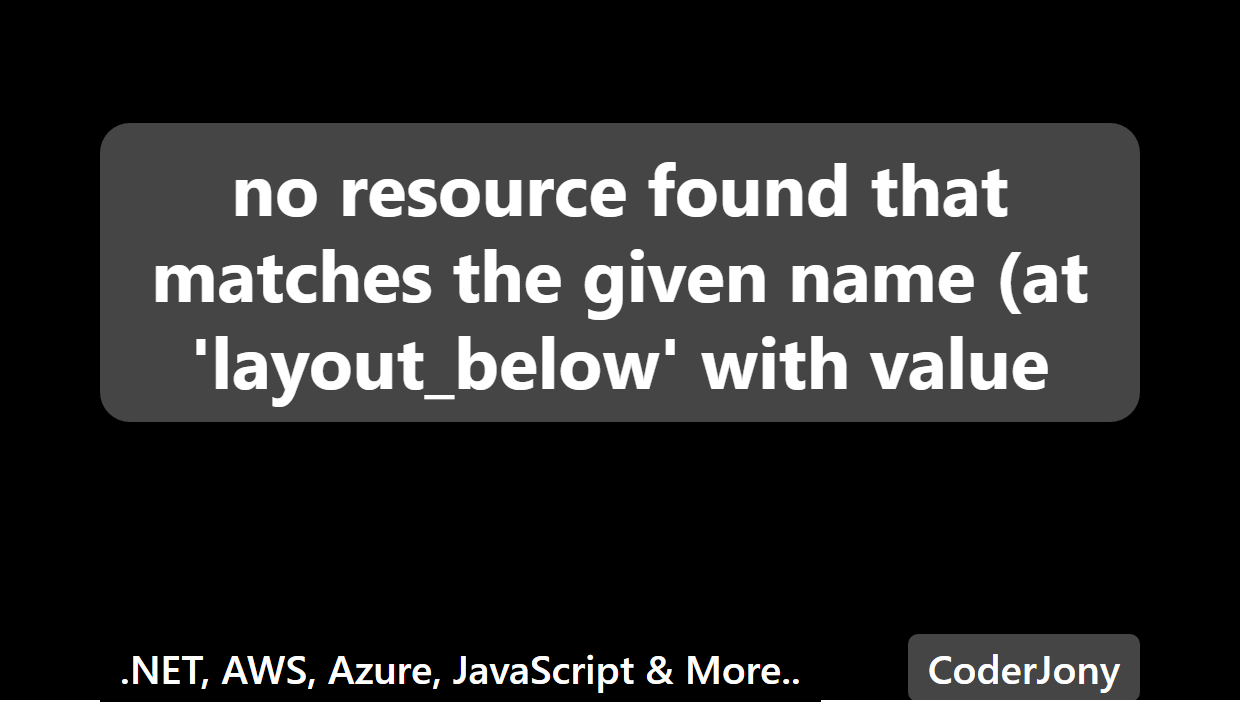 no resource found that
matches the given name (at
'layout_below' with value
.NET, AWS, Azure, JavaScript & More..
CoderJony